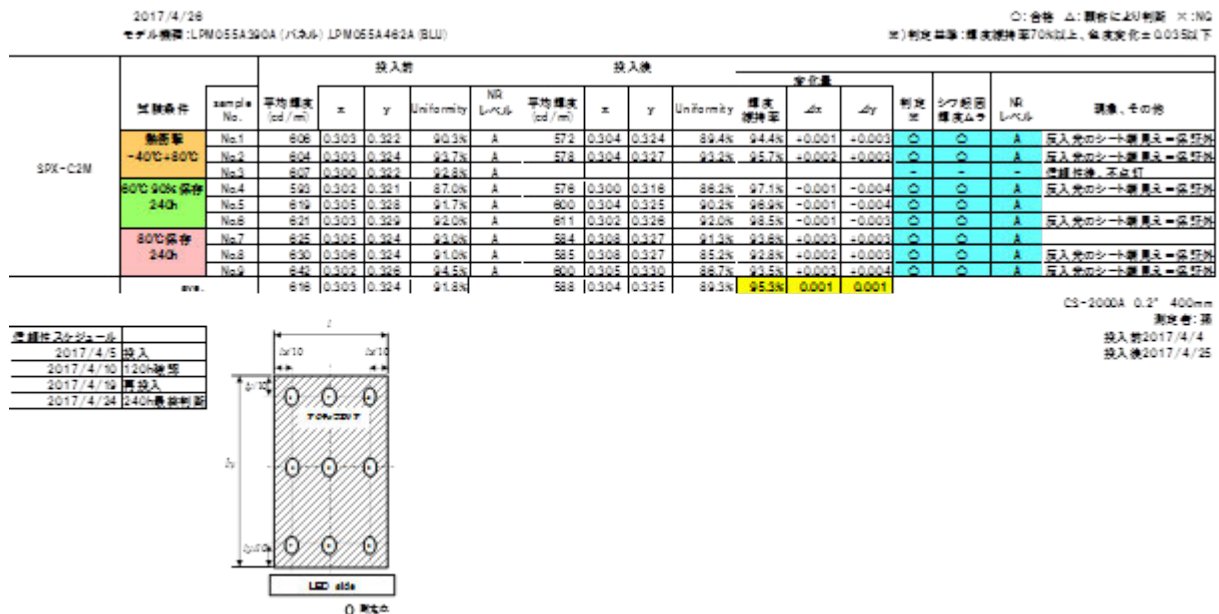 2017/4/26
○:合格 △:顧客により判断 ×:NG
モデル機種:LPM055A390A (パネル) LPM055A462A (BLU)
※)判定基準:輝度維持率70%以上、色度変化±0.035以下
投入前 投入後 変化量
試験条件 sample No. 平均輝度 (cd/㎡) x y Uniformity NRレベル 平均輝度 (cd/㎡) x y Uniformity 輝度維持率 ⊿x ⊿y 判定※ シワ範囲 輝度ムラ NRレベル 現象、その他
SPX-C2M
熱衝撃 -40℃⇔80℃
No.1 606 0.303 0.322 90.3% A 572 0.304 0.324 89.4% 94.4% +0.001 +0.003 ○ ○ A 反入光のシート端見え=保証外
No.2 604 0.303 0.324 93.7% A 578 0.304 0.327 93.2% 95.7% +0.002 +0.003 ○ ○ A 反入光のシート端見え=保証外
No.3 607 0.300 0.322 92.8% A - - - 信頼性後、不点灯
60℃90%保存 240h
No.4 593 0.302 0.321 87.0% A 576 0.300 0.316 86.2% 97.1% -0.001 -0.004 ○ ○ A 反入光のシート端見え=保証外
No.5 619 0.305 0.328 91.7% A 600 0.304 0.325 90.2% 96.9% -0.001 -0.004 ○ ○ A
No.6 621 0.303 0.329 92.0% A 611 0.302 0.326 92.0% 98.5% -0.001 -0.003 ○ ○ A 反入光のシート端見え=保証外
80℃保存 240h
No.7 625 0.305 0.324 93.0% A 584 0.308 0.327 91.3% 93.6% +0.003 +0.003 ○ ○ A
No.8 630 0.306 0.324 91.0% A 585 0.308 0.327 85.2% 92.8% +0.002 +0.003 ○ ○ A 反入光のシート端見え=保証外
No.9 642 0.302 0.326 94.5% A 600 0.305 0.330 86.7% 93.5% +0.003 +0.004 ○ ○ A 反入光のシート端見え=保証外
ave. 616 0.303 0.324 91.8% 588 0.304 0.325 89.3% 95.3% 0.001 0.001
CS-2000A 0.2° 400mm
測定者:
投入前2017/4/4
投入後2017/4/25
信頼性スケジュール
2017/4/5 投入
2017/4/10 120h確認
2017/4/19 再投入
2017/4/24 240h最終判断
LED side
○ 測定点